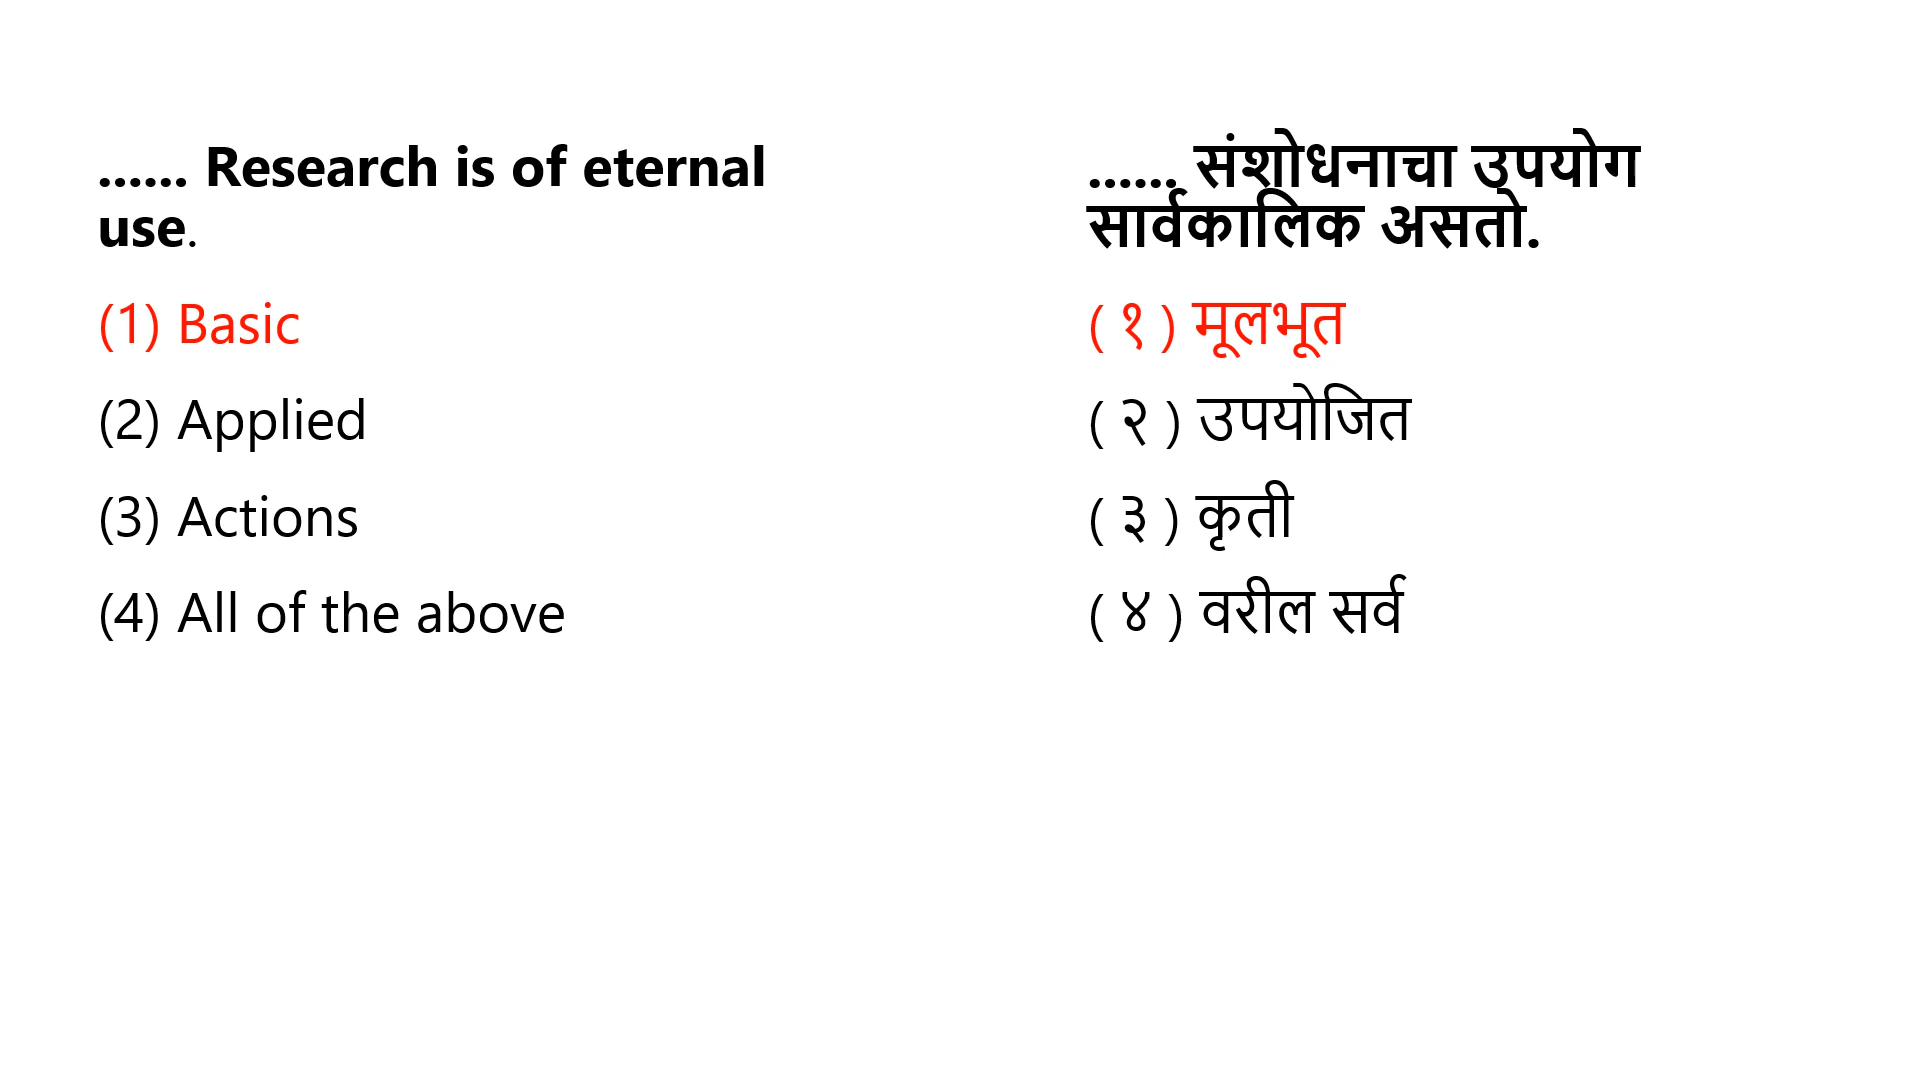 ...... Research is of eternal
use.
(1) Basic
(2) Applied
(3) Actions
(4) All of the above
...... संशोधनाचा उपयोग
सार्वकालिक असतो.
( १ ) मूलभूत
( २ ) उपयोजित
( ३ ) कृती
( ४ ) वरील सर्व